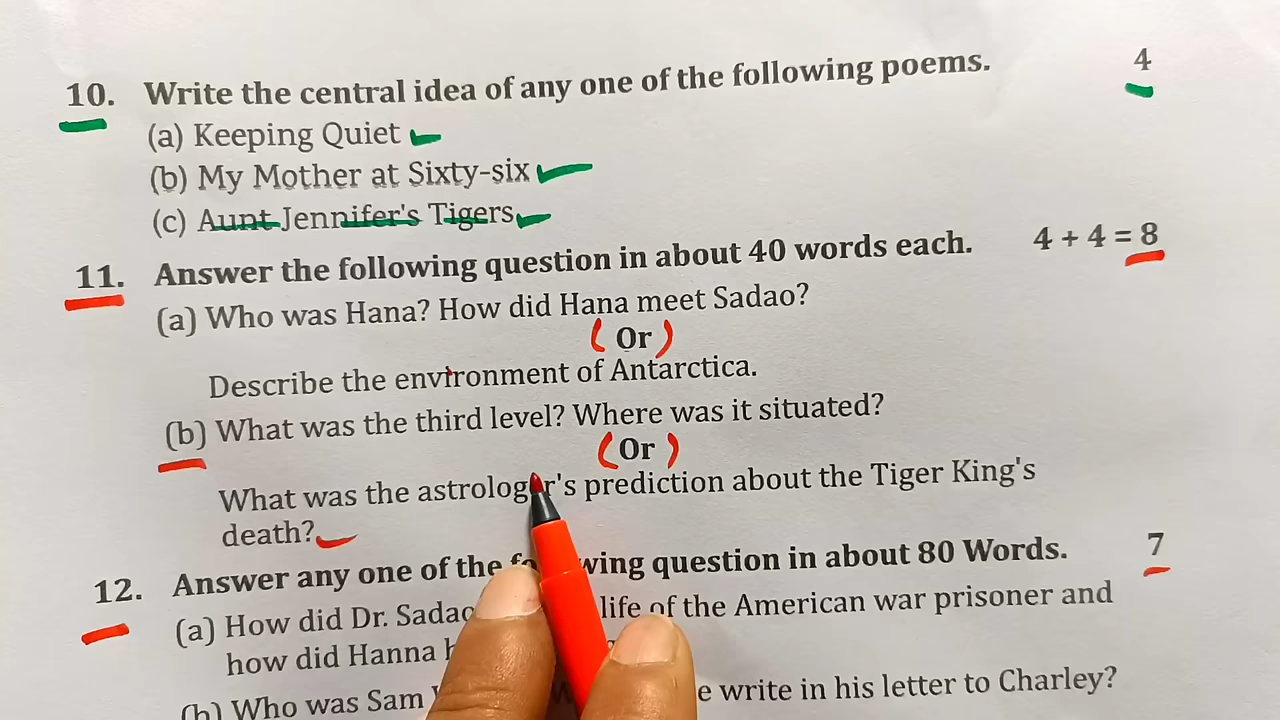 10. Write the central idea of any one of the following poems. 4
(a) Keeping Quiet
(b) My Mother at Sixty-six
(c) Aunt Jennifer's Tigers
11. Answer the following question in about 40 words each. 4 + 4 = 8
(a) Who was Hana? How did Hana meet Sadao?
(Or)
Describe the environment of Antarctica.
(b) What was the third level? Where was it situated?
(Or)
What was the astrologer's prediction about the Tiger King's
death?
12. Answer any one of the following question in about 80 Words. 7
(a) How did Dr. Sadao life of the American war prisoner and
how did Hanna
(b) Who was Sam write in his letter to Charley?